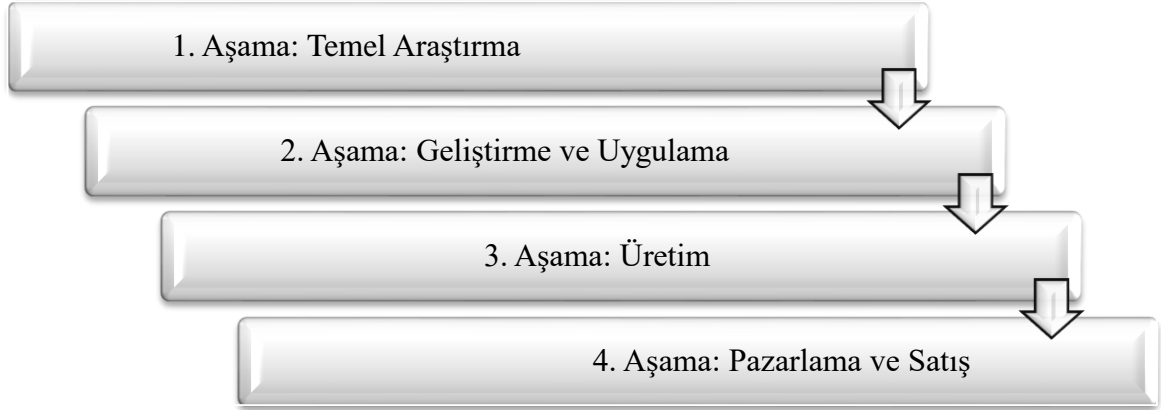 1. Aşama: Temel Araştırma
2. Aşama: Geliştirme ve Uygulama
3. Aşama: Üretim
4. Aşama: Pazarlama ve Satış